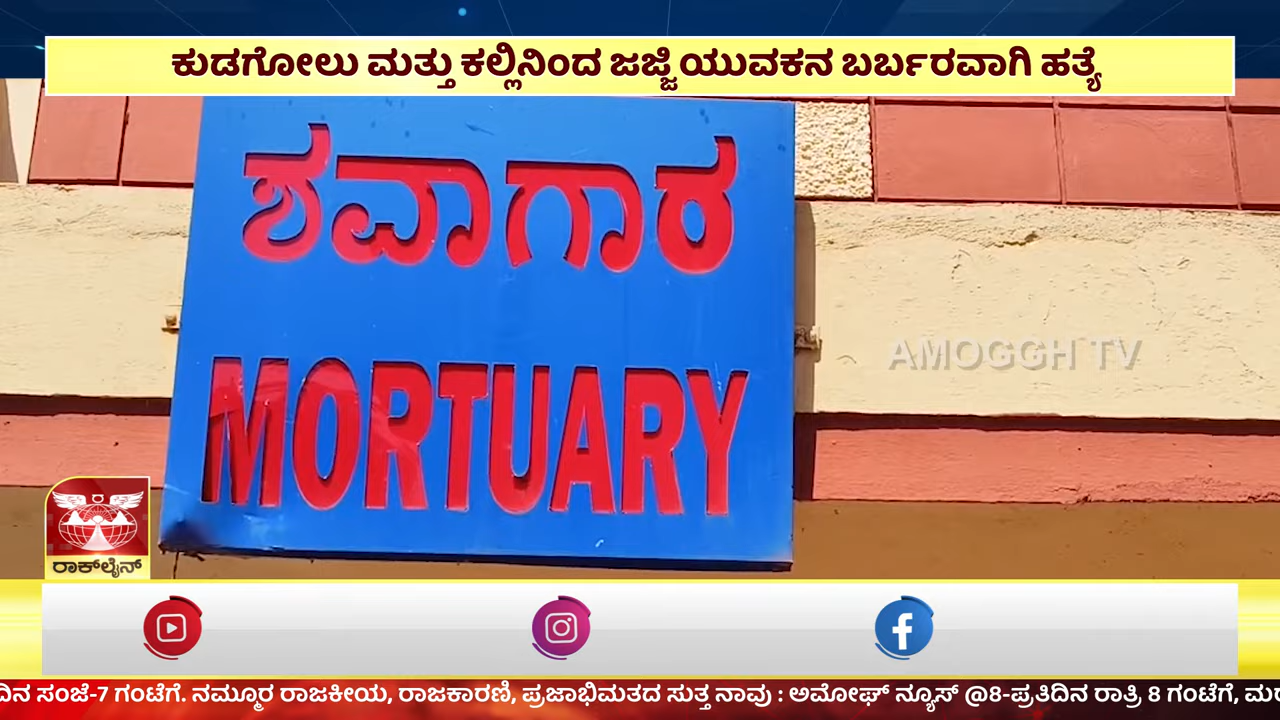 ಕುಡಗೋಲು ಮತ್ತು ಕಲ್ಲಿನಿಂದ ಜಜ್ಜಿ ಯುವಕನ ಬರ್ಬರವಾಗಿ ಹತ್ಯೆ
ಶವಾಗಾರ
MORTUARY
AMOGGH TV
ರಾಕ್‌ಲೈನ್
ಸಂಜೆ-7 ಗಂಟೆಗೆ. ನಮ್ಮೂರ ರಾಜಕೀಯ, ರಾಜಕಾರಣಿ, ಪ್ರಜಾಭಿಮತದ ಸುತ್ತ ನಾವು : ಅಮೋಘ್ ನ್ಯೂಸ್ @8-ಪ್ರತಿದಿನ ರಾತ್ರಿ 8 ಗಂಟೆಗೆ,